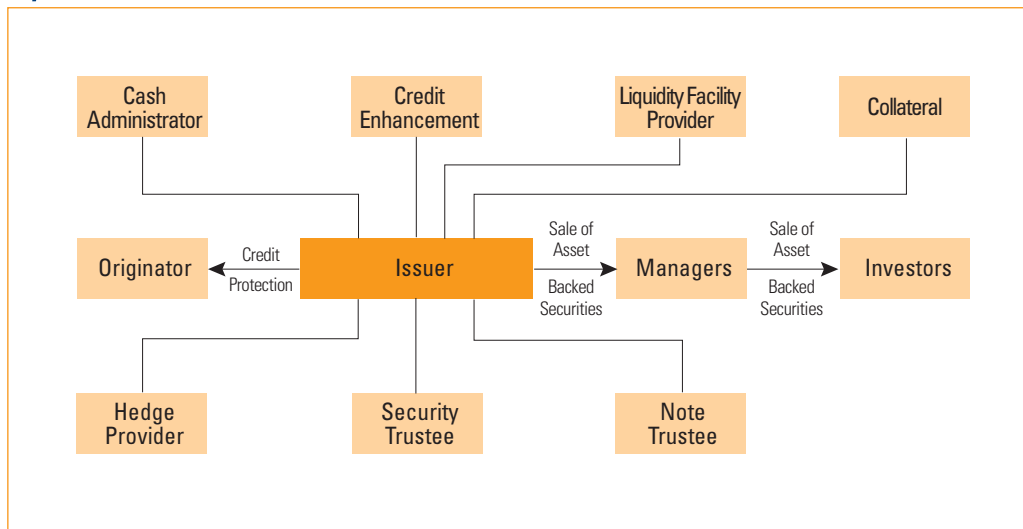 Cash
Administrator
Credit
Enhancement
Liquidity Facility
Provider
Collateral
Originator
Credit
Protection
Issuer
Sale of
Asset
Backed
Securities
Managers
Sale of
Asset
Backed
Securities
Investors
Hedge
Provider
Security
Trustee
Note
Trustee